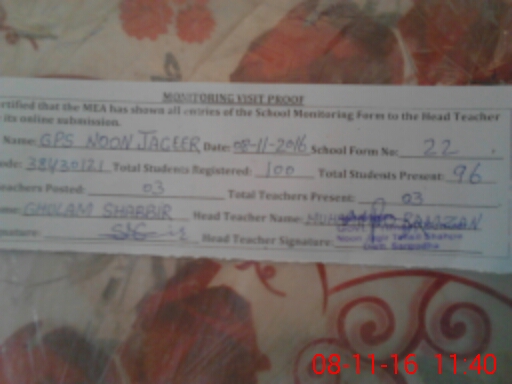 MONITORING VISIT PROOF
ertified that the MEA has shown all entries of the School Monitoring Form to the Head Teacher
its online submission.
Name: GPS NOON JAGEER Date: 08-11-2016 School Form No: 22
ode: 38430121 Total Students Registered: 100 Total Students Present: 96
eachers Posted: 03 Total Teachers Present: 03
me: GHULAM SHABBIR Head Teacher Name: RAMZAN
gnature: Head Teacher Signature:
08-11-16 11:40